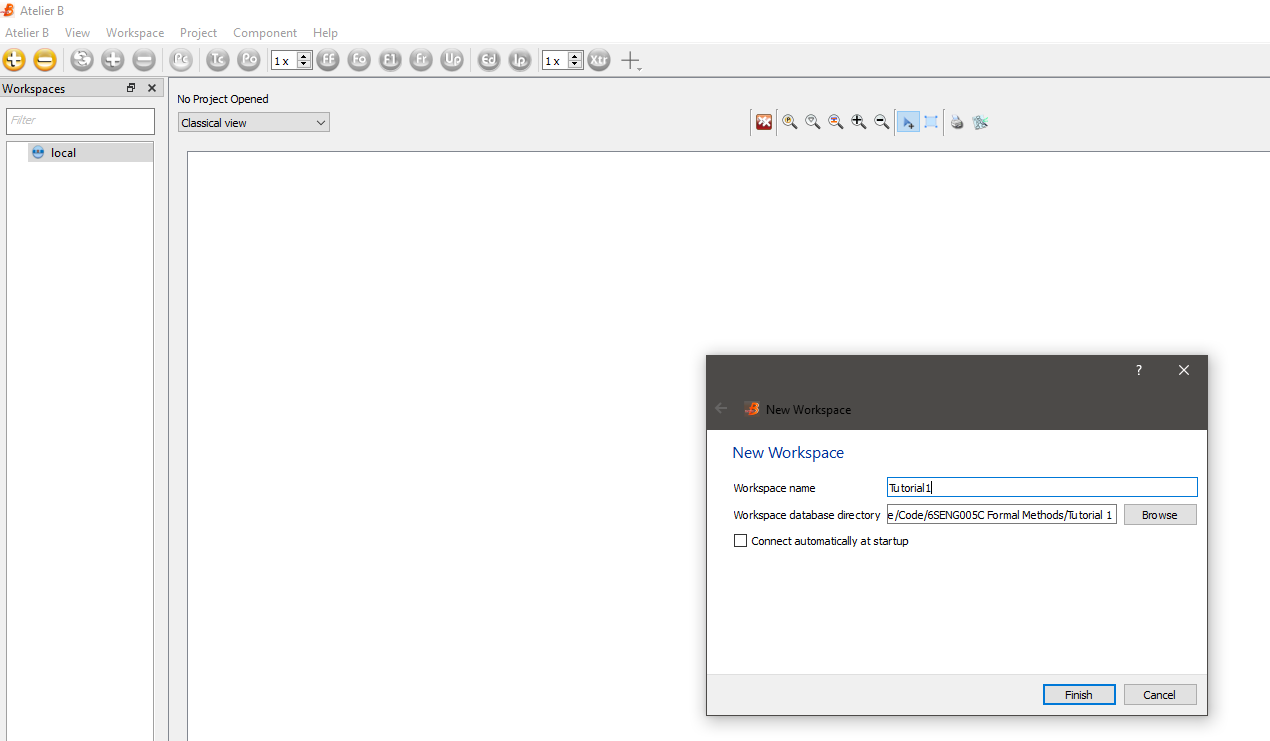 Atelier B
Atelier B View Workspace Project Component Help
Pc Tc Po 1 x FF Fo F1 Fr Up Ed Ip 1 x Xtr
Workspaces
Filter
local
No Project Opened
Classical view
?
New Workspace
New Workspace
Workspace name Tutorial1
Workspace database directory e/Code/6SENG005C Formal Methods/Tutorial 1 Browse
Connect automatically at startup
Finish Cancel